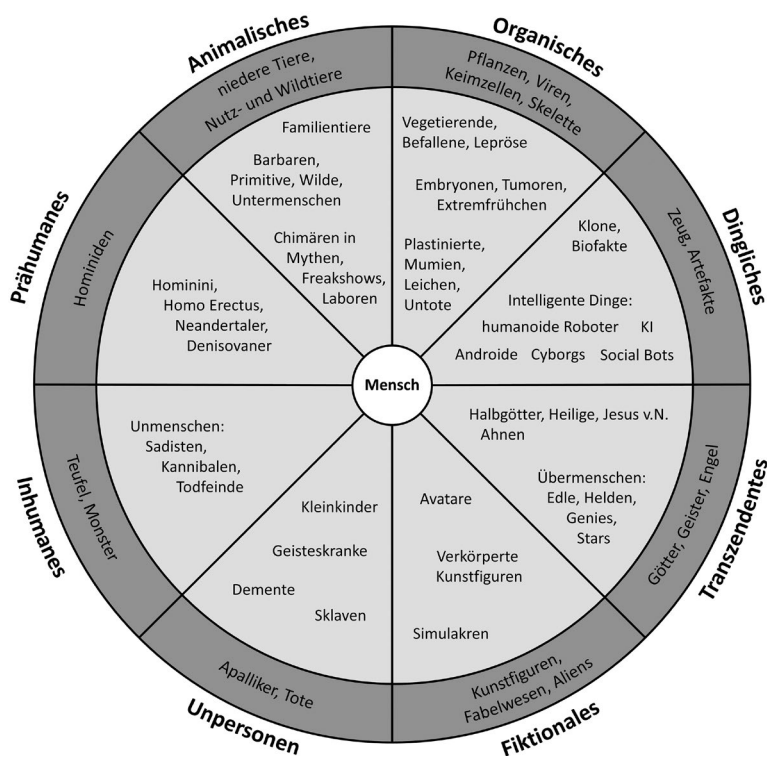 Animalisches
niedere Tiere,
Nutz- und Wildtiere
Familientiere
Barbaren,
Primitive, Wilde,
Untermenschen
Chimären in
Mythen,
Freakshows,
Laboren
Organisches
Pflanzen, Viren,
Keimzellen, Skelette
Vegetierende,
Befallene, Lepröse
Embryonen, Tumoren,
Extremfrühchen
Plastinierte,
Mumien,
Leichen,
Untote
Dingliches
Zeug, Artefakte
Klone,
Biofakte
Intelligente Dinge:
humanoide Roboter KI
Androide Cyborgs Social Bots
Transzendentes
Götter, Geister, Engel
Halbgötter, Heilige, Jesus v.N.
Ahnen
Übermenschen:
Edle, Helden,
Genies,
Stars
Fiktionales
Kunstfiguren,
Fabelwesen, Aliens
Avatare
Verkörperte
Kunstfiguren
Simulakren
Unpersonen
Apalliker, Tote
Kleinkinder
Geisteskranke
Demente
Sklaven
Inhumanes
Teufel, Monster
Unmenschen:
Sadisten,
Kannibalen,
Todfeinde
Prähumanes
Hominiden
Hominini,
Homo Erectus,
Neandertaler,
Denisovaner
Mensch